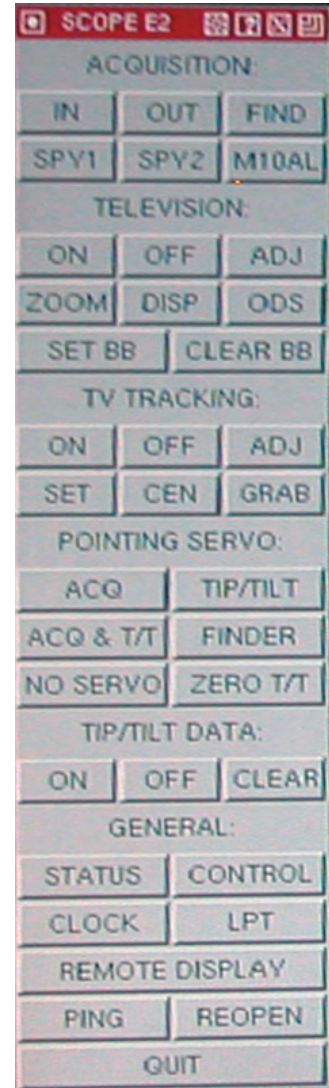 SCOPE E2
ACQUISITION:
IN OUT FIND
SPY1 SPY2 M10AL
TELEVISION:
ON OFF ADJ
ZOOM DISP ODS
SET BB CLEAR BB
TV TRACKING:
ON OFF ADJ
SET CEN GRAB
POINTING SERVO:
ACQ TIP/TILT
ACQ & T/T FINDER
NO SERVO ZERO T/T
TIP/TILT DATA:
ON OFF CLEAR
GENERAL:
STATUS CONTROL
CLOCK LPT
REMOTE DISPLAY
PING REOPEN
QUIT